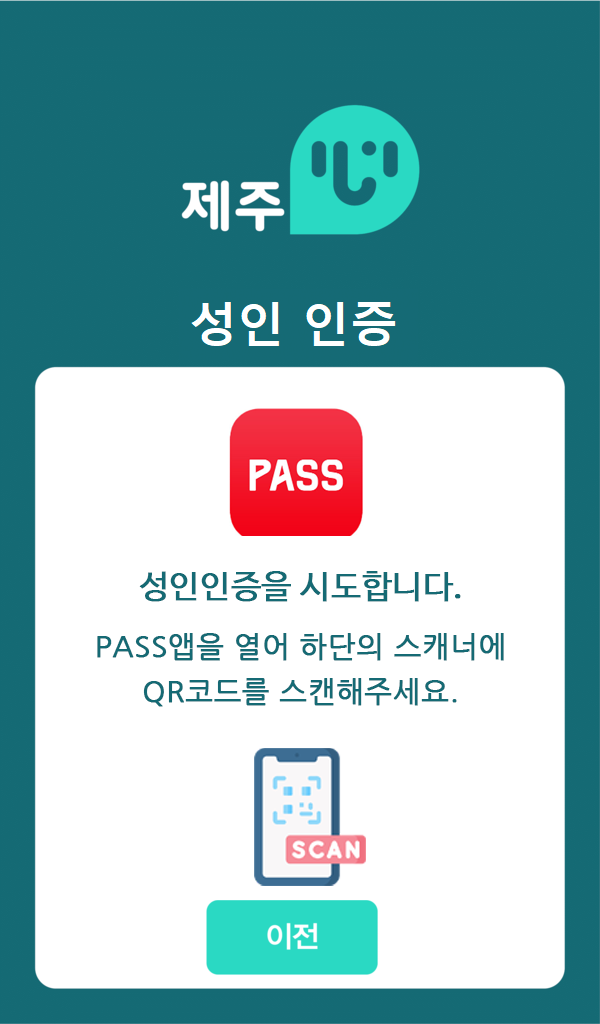 제주
성인 인증
PASS
성인인증을 시도합니다.
PASS앱을 열어 하단의 스캐너에
QR코드를 스캔해주세요.
SCAN
이전